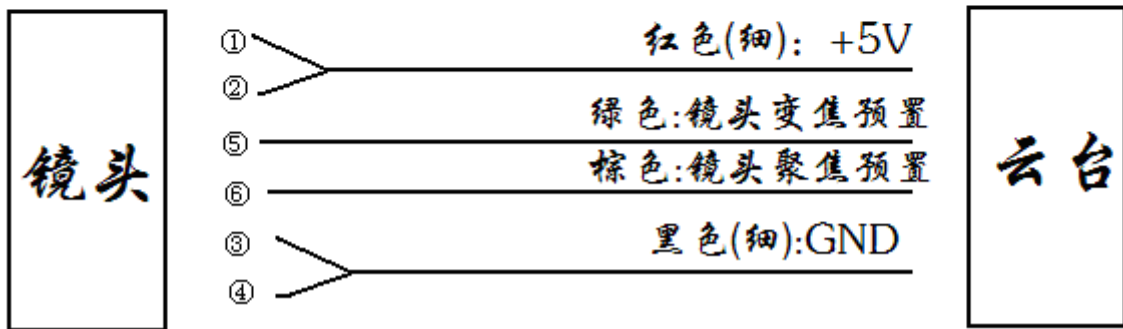 镜头
①
②
⑤
⑥
③
④
红色(细): +5V
绿色:镜头变焦预置
棕色:镜头聚焦预置
黑色(细):GND
云台